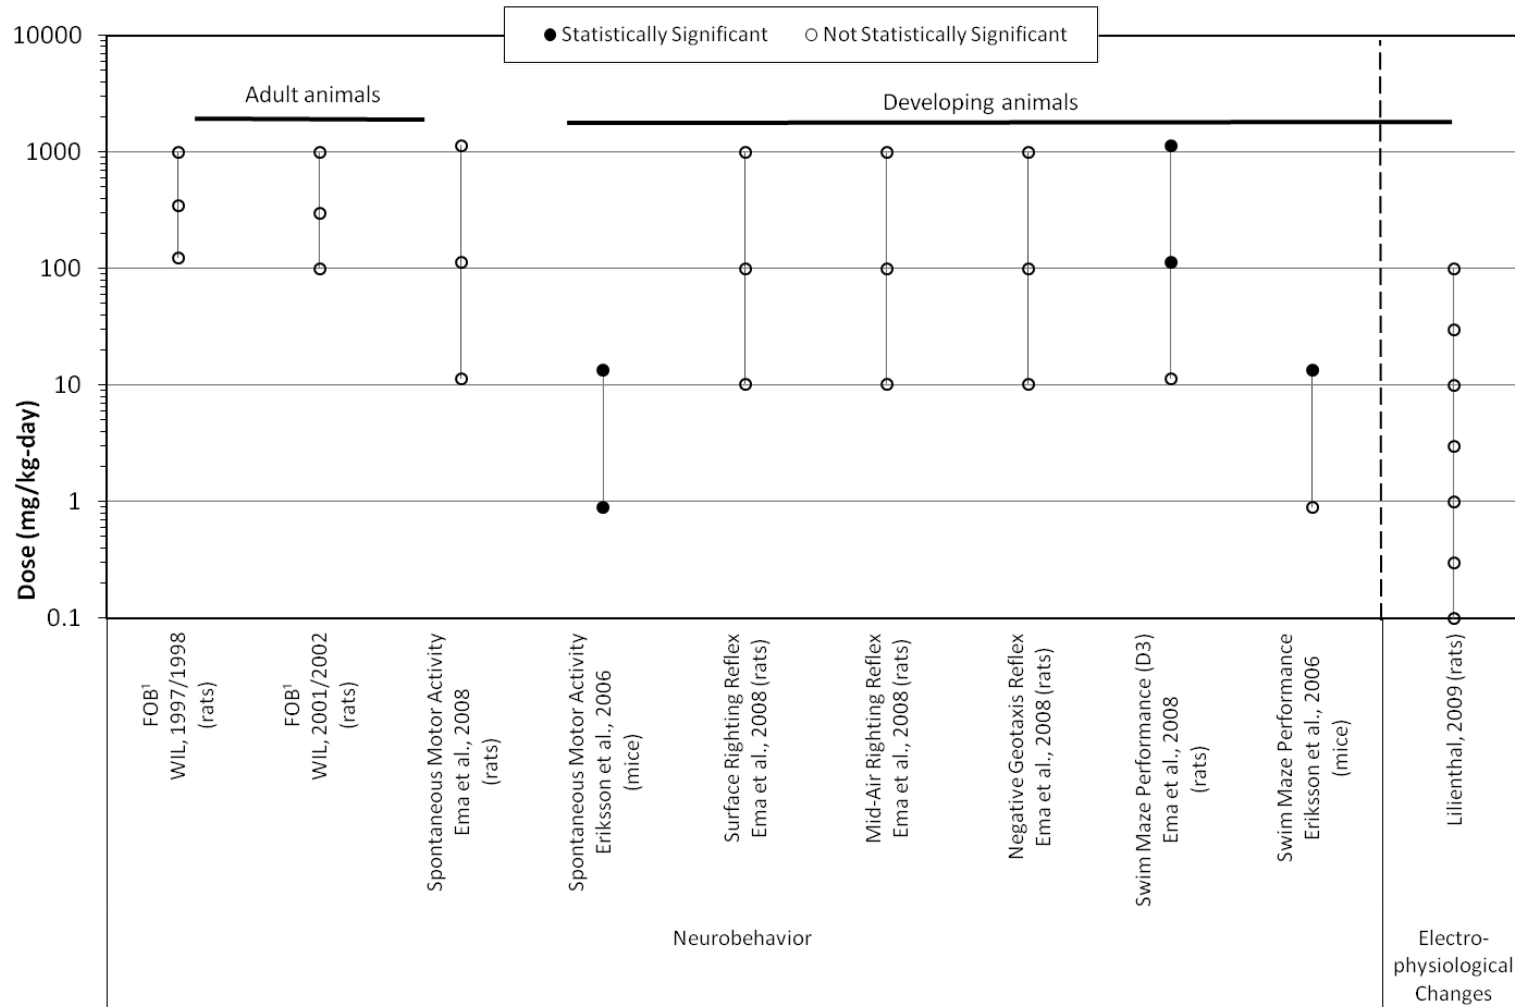 ● Statistically Significant ○ Not Statistically Significant
Adult animals
Developing animals
Dose (mg/kg-day)
10000
1000
100
10
1
0.1
FOB¹
WIL, 1997/1998
(rats)
FOB¹
WIL, 2001/2002
(rats)
Spontaneous Motor Activity
Ema et al., 2008
(rats)
Spontaneous Motor Activity
Eriksson et al., 2006
(mice)
Surface Righting Reflex
Ema et al., 2008 (rats)
Mid-Air Righting Reflex
Ema et al., 2008 (rats)
Negative Geotaxis Reflex
Ema et al., 2008 (rats)
Swim Maze Performance (D3)
Ema et al., 2008
(rats)
Swim Maze Performance
Eriksson et al., 2006
(mice)
Lilienthal, 2009 (rats)
Neurobehavior
Electro-
physiological
Changes